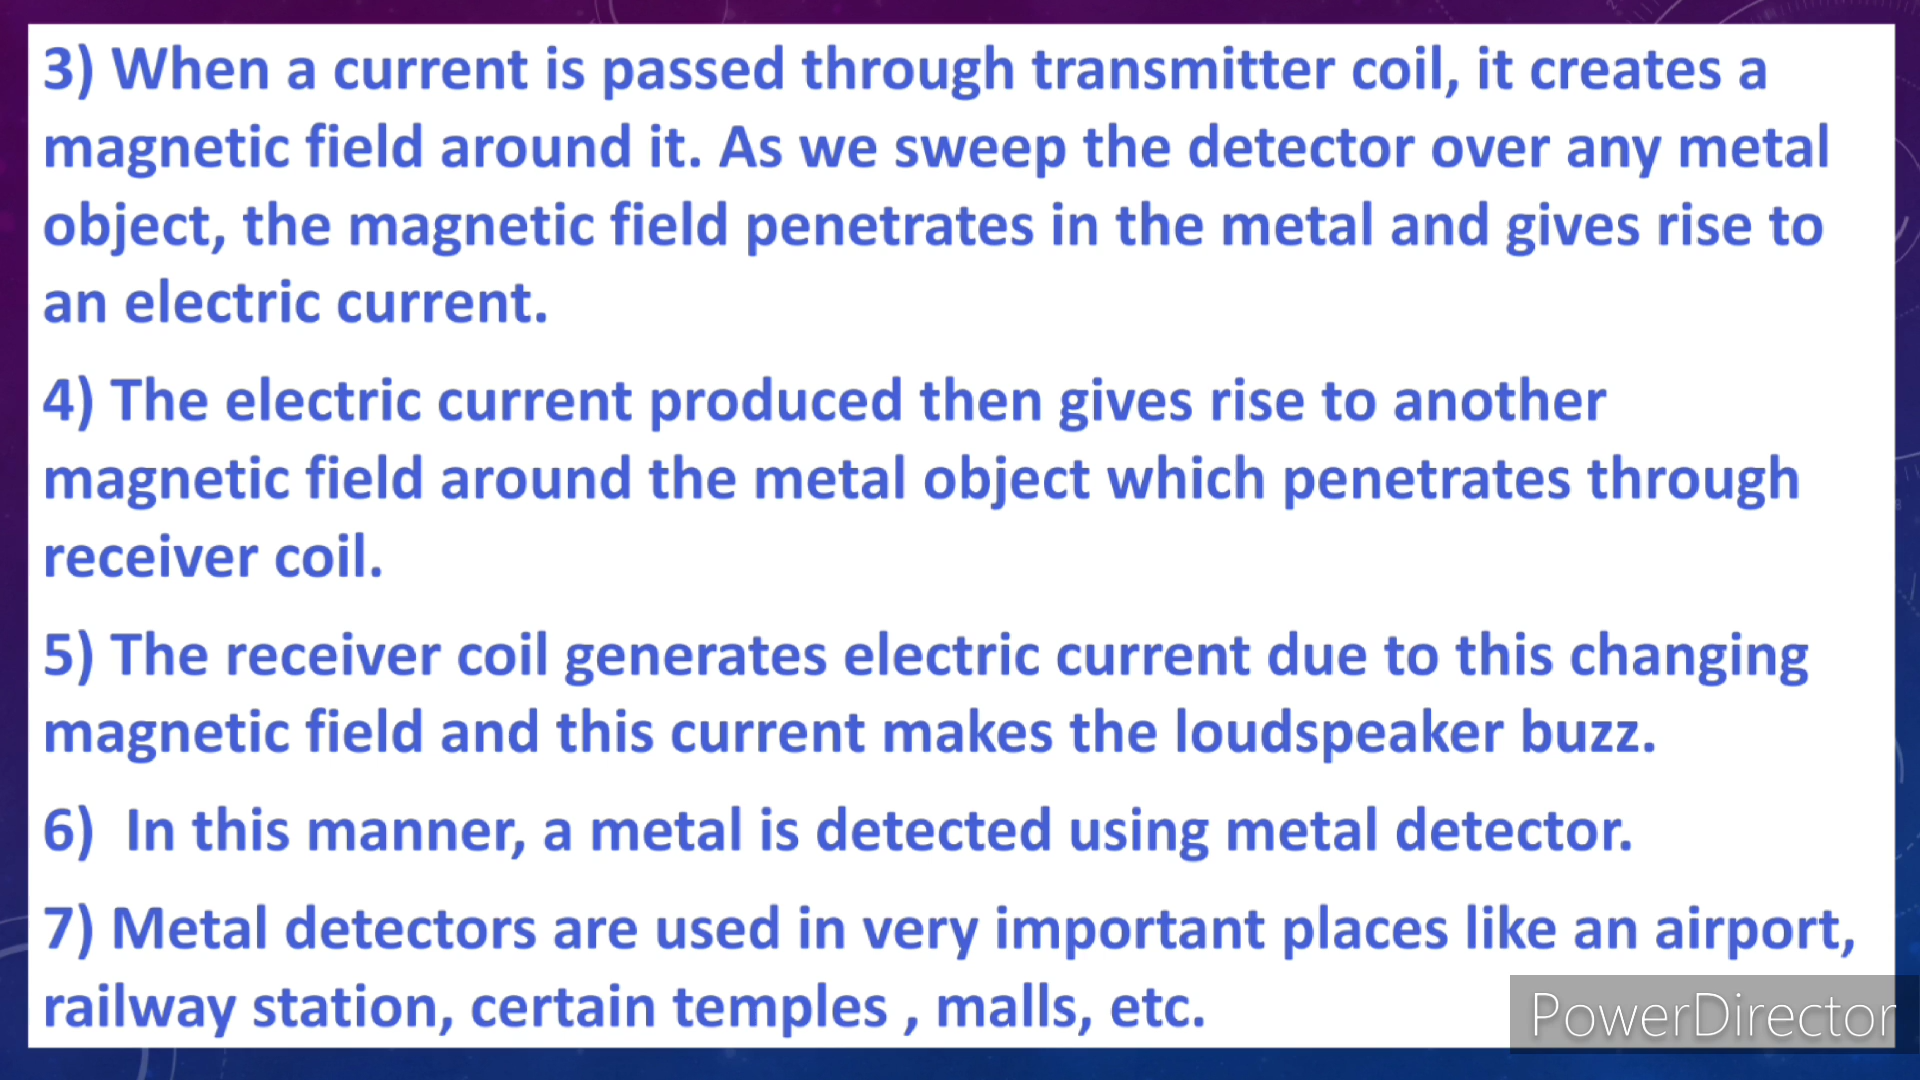 3) When a current is passed through transmitter coil, it creates a
magnetic field around it. As we sweep the detector over any metal
object, the magnetic field penetrates in the metal and gives rise to
an electric current.
4) The electric current produced then gives rise to another
magnetic field around the metal object which penetrates through
receiver coil.
5) The receiver coil generates electric current due to this changing
magnetic field and this current makes the loudspeaker buzz.
6)  In this manner, a metal is detected using metal detector.
7) Metal detectors are used in very important places like an airport,
railway station, certain temples , malls, etc.
PowerDirector